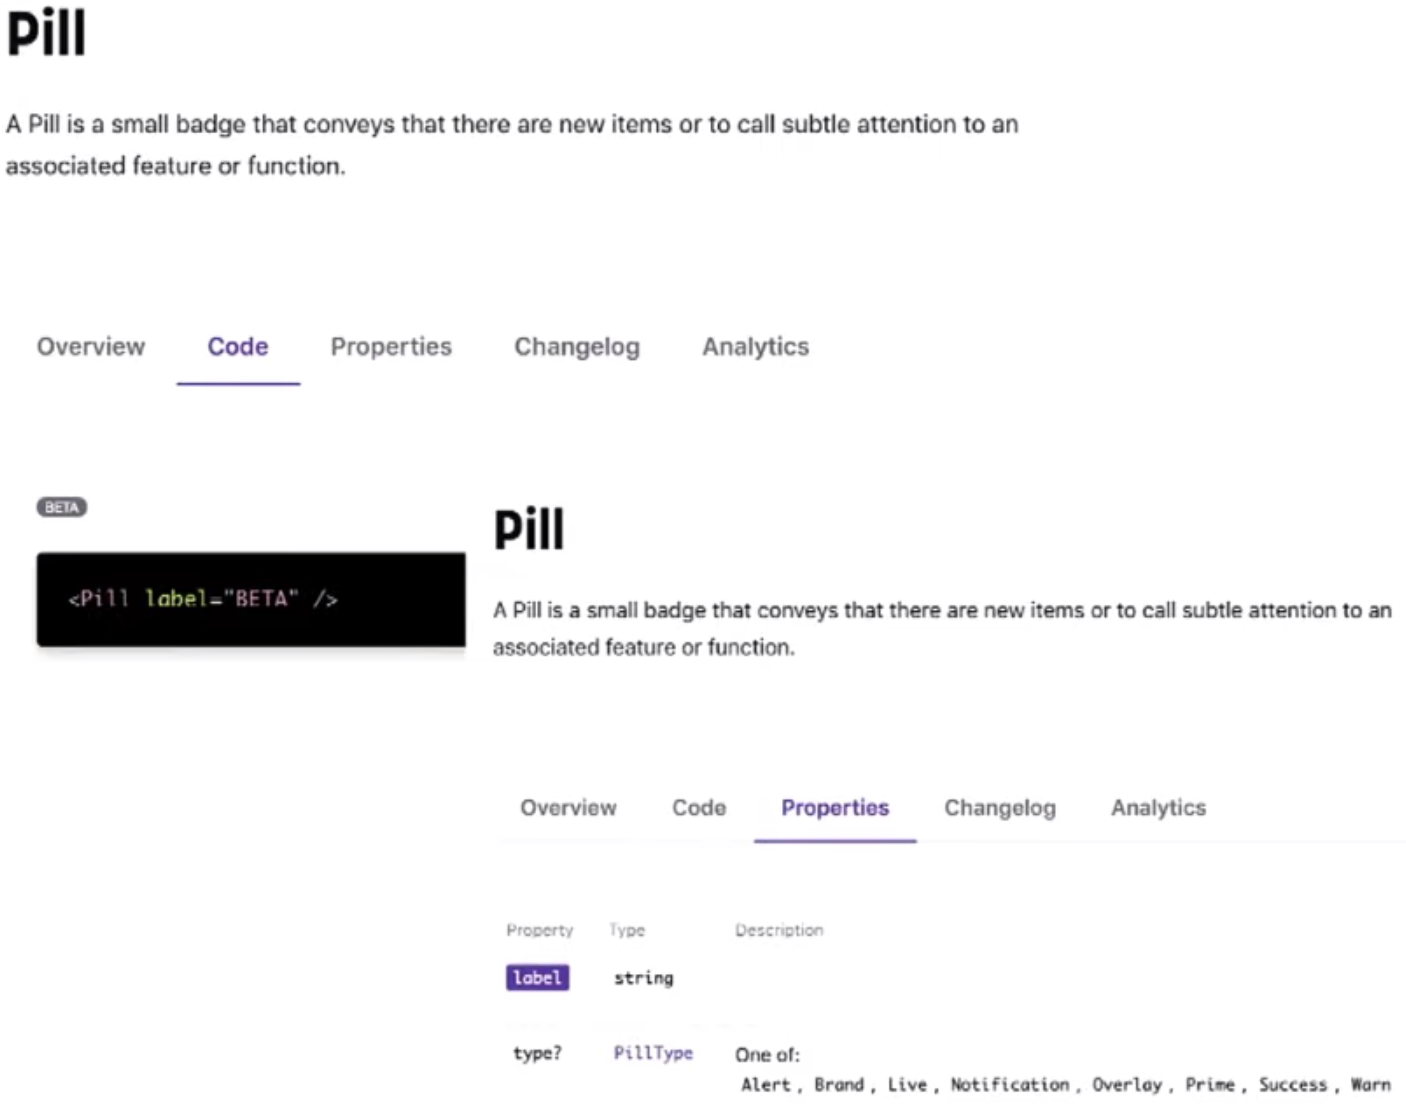 Pill
A Pill is a small badge that conveys that there are new items or to call subtle attention to an
associated feature or function.
Overview Code Properties Changelog Analytics
BETA
<Pill label="BETA" />
Pill
A Pill is a small badge that conveys that there are new items or to call subtle attention to an
associated feature or function.
Overview Code Properties Changelog Analytics
Property Type Description
label string
type? PillType One of:
Alert, Brand, Live, Notification, Overlay, Prime, Success, Warn